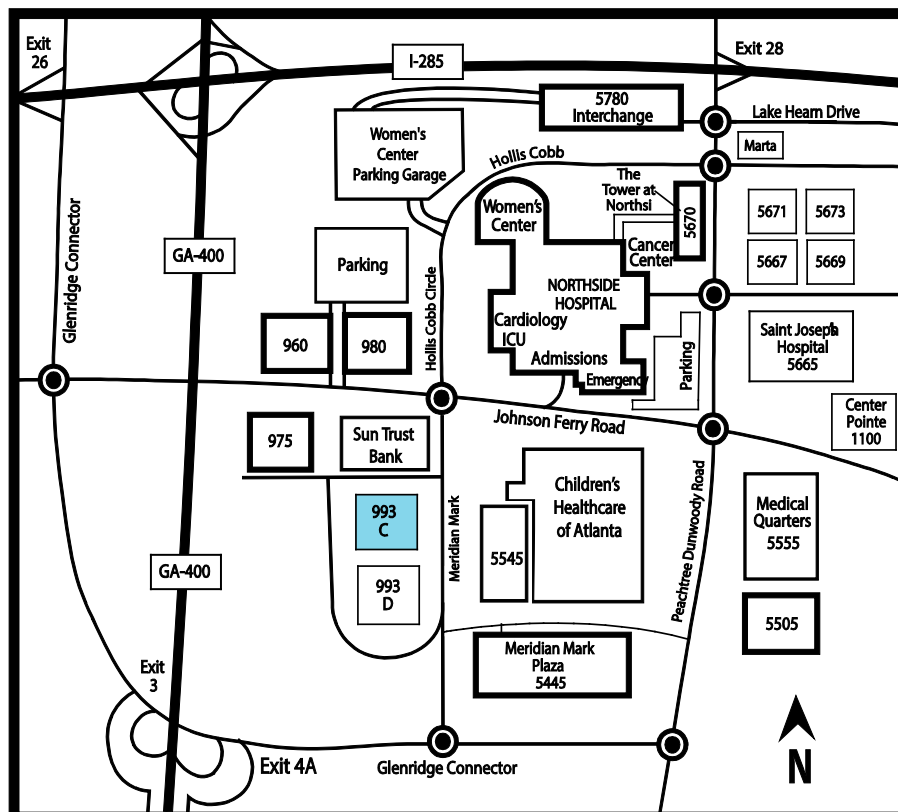 Exit
26
I-285
Exit 28
5780
Interchange
Lake Hearn Drive
Women's
Center
Parking Garage
Hollis Cobb
Marta
The
Tower at
Northsi
5670
Women's
Center
Cancer
Center
5671
5673
5667
5669
GA-400
Parking
Glenridge Connector
Hollis Cobb Circle
NORTHSIDE
HOSPITAL
Cardiology
ICU
Admissions
Emergency
Parking
Saint Joseph's
Hospital
5665
960
980
Johnson Ferry Road
Center
Pointe
1100
975
Sun Trust
Bank
993
C
993
D
Meridian Mark
5545
Children's
Healthcare
of Atlanta
Peachtree Dunwoody Road
Medical
Quarters
5555
5505
GA-400
Meridian Mark
Plaza
5445
Exit
3
Exit 4A
Glenridge Connector
N